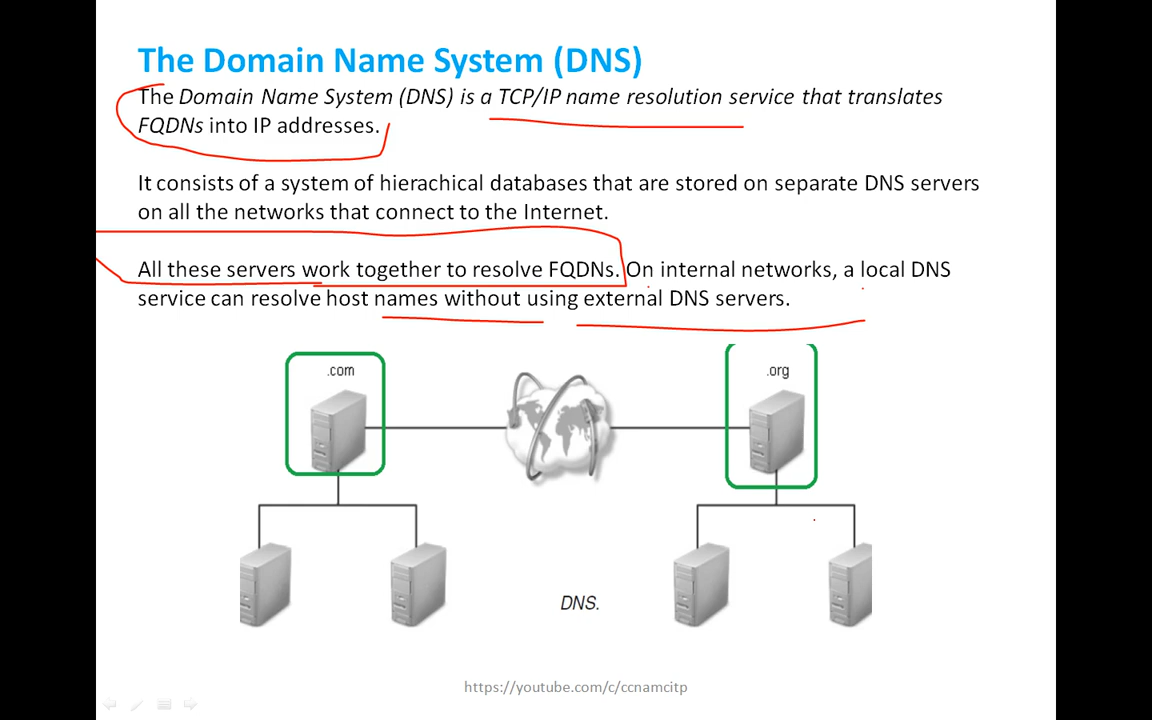 The Domain Name System (DNS)
The Domain Name System (DNS) is a TCP/IP name resolution service that translates
FQDNs into IP addresses.
It consists of a system of hierachical databases that are stored on separate DNS servers
on all the networks that connect to the Internet.
All these servers work together to resolve FQDNs. On internal networks, a local DNS
service can resolve host names without using external DNS servers.
.com
.org
DNS.
https://youtube.com/c/ccnamcitp